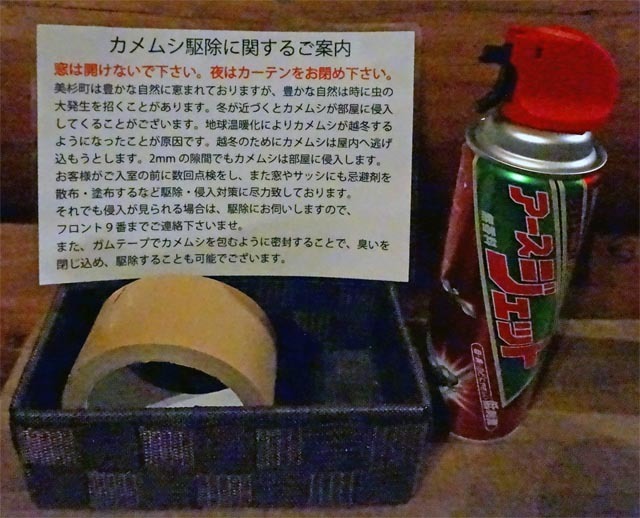 カメムシ駆除に関するご案内
窓は開けないで下さい。夜はカーテンをお閉め下さい。
美杉町は豊かな自然に恵まれておりますが、豊かな自然は時に虫の
大発生を招くことがあります。冬が近づくとカメムシが部屋に侵入
してくることがございます。地球温暖化によりカメムシが越冬する
ようになったことが原因です。越冬のためにカメムシは屋内へ逃げ
込もうとします。2mmの隙間でもカメムシは部屋に侵入します。
お客様がご入室の前に数回点検をし、また窓やサッシにも忌避剤を
散布・塗布するなど駆除・侵入対策に尽力致しております。
それでも侵入が見られる場合は、駆除にお伺いしますので、
フロント9番までご連絡下さいませ。
また、ガムテープでカメムシを包むように密封することで、臭いを
閉じ込め、駆除することも可能でございます。
アースジェット